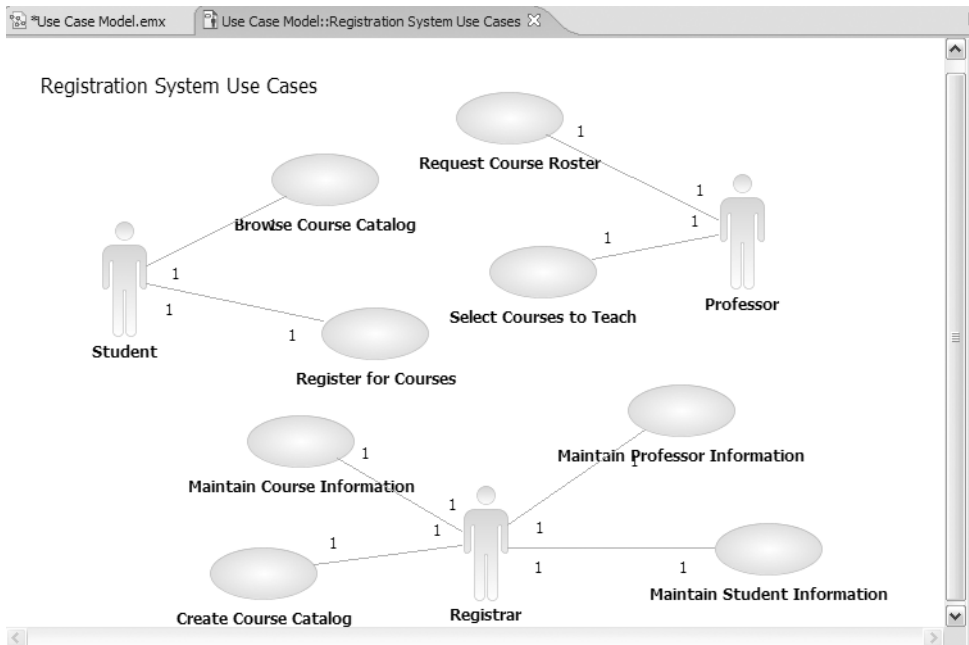 *Use Case Model.emx
Use Case Model::Registration System Use Cases
Registration System Use Cases
1
Request Course Roster
1
Browse Course Catalog
1
1
1
Select Courses to Teach
Professor
1
1
Student
1
Register for Courses
1
Maintain Course Information
1
Maintain Professor Information
1
1
1
1
1
1
1
Create Course Catalog
Registrar
Maintain Student Information